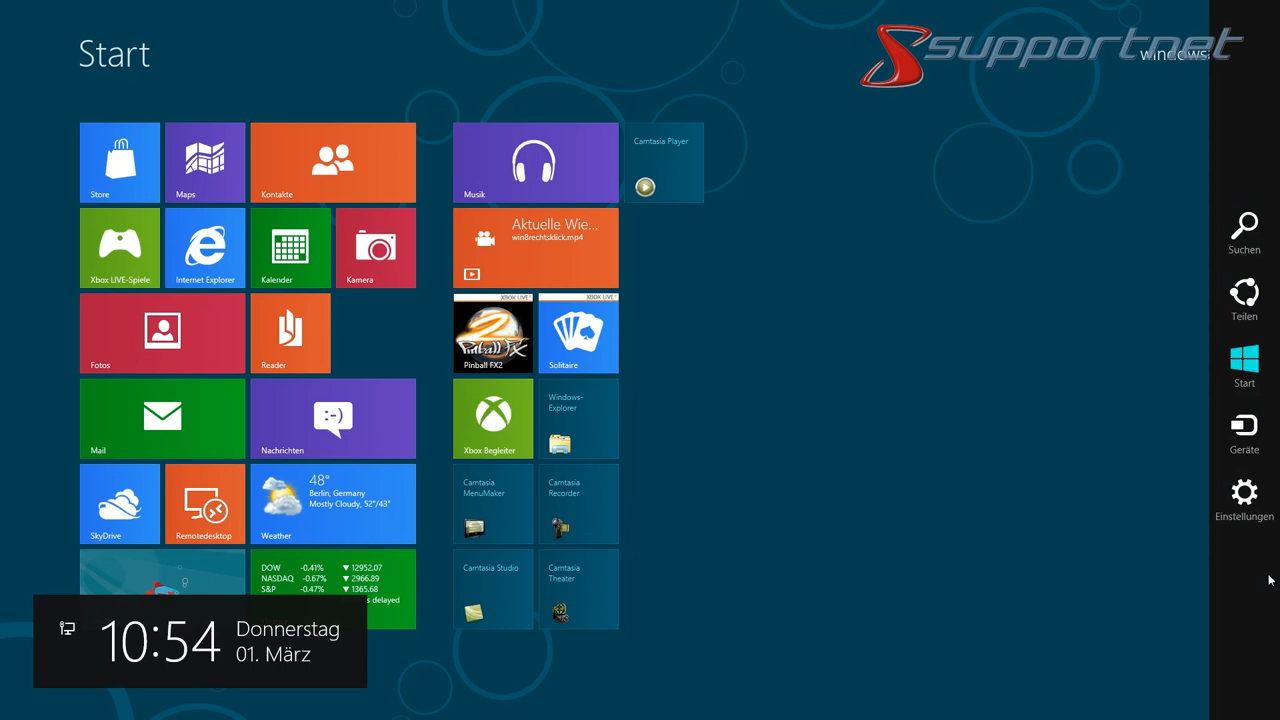 Start
supportnet
windows
Store
Maps
Kontakte
Xbox LIVE-Spiele
Internet Explorer
Kalender
Kamera
Fotos
Reader
Mail
Nachrichten
SkyDrive
Remotedesktop
48°
Berlin, Germany
Mostly Cloudy, 52°/43°
Weather
DOW -0.41% ▼ 12952.07
NASDAQ -0.67% ▼ 2966.89
S&P -0.47% ▼ 1365.68
delayed
Musik
Camtasia Player
Aktuelle Wie...
win8rechtsklick.mp4
XBOX LIVE
Pinball FX2
Pinball FX2
XBOX LIVE
Solitaire
Xbox Begleiter
Windows-
Explorer
Camtasia
MenuMaker
Camtasia
Recorder
Camtasia Studio
Camtasia
Theater
Suchen
Teilen
Start
Geräte
Einstellungen
10:54
Donnerstag
01. März